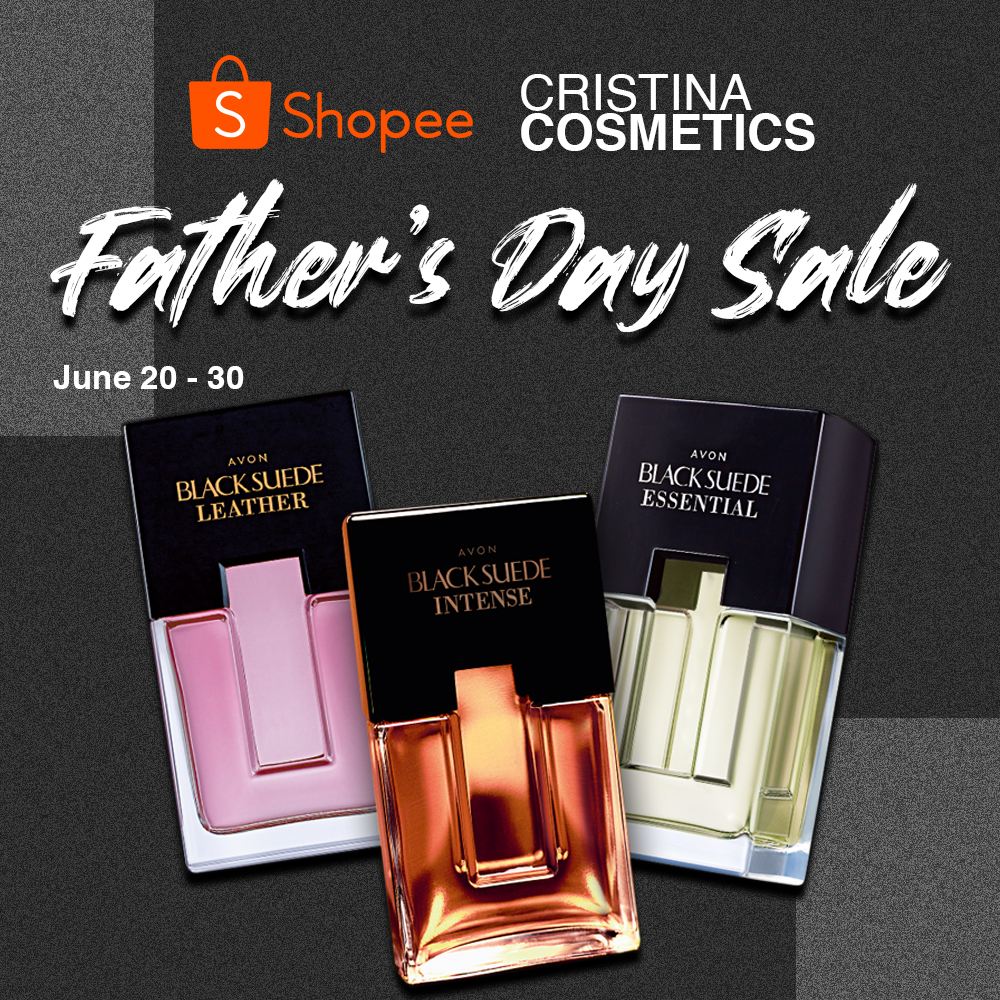 S Shopee
CRISTINA
COSMETICS
Father's Day Sale
June 20 - 30
AVON
BLACK SUEDE
LEATHER
AVON
BLACK SUEDE
INTENSE
AVON
BLACK SUEDE
ESSENTIAL